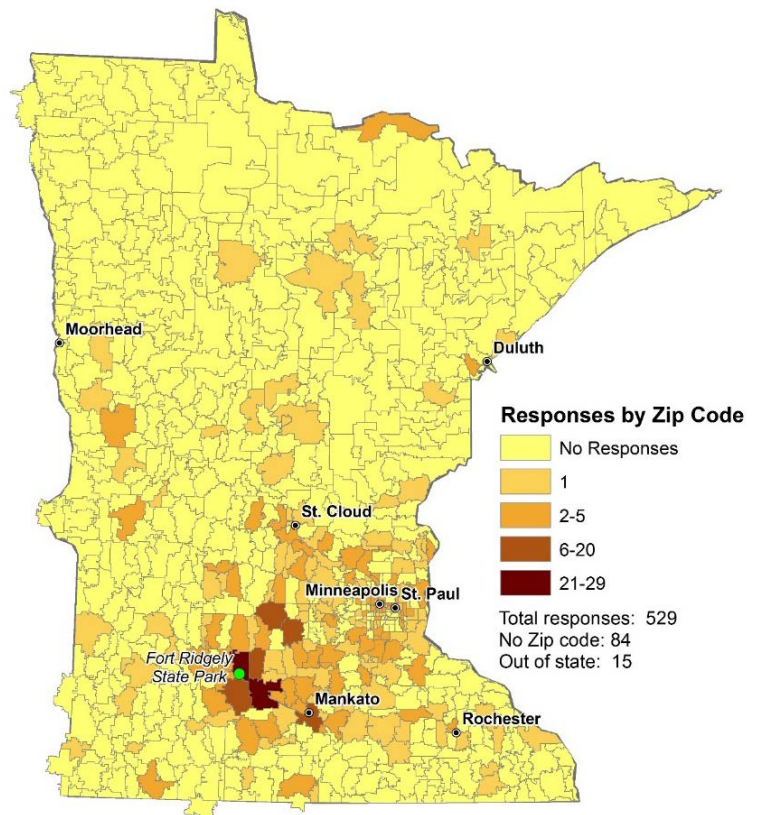 Moorhead
Duluth
Responses by Zip Code
No Responses
1
2-5
6-20
21-29
Total responses: 529
No Zip code: 84
Out of state: 15
St. Cloud
Minneapolis St. Paul
Fort Ridgely
State Park
Mankato
Rochester